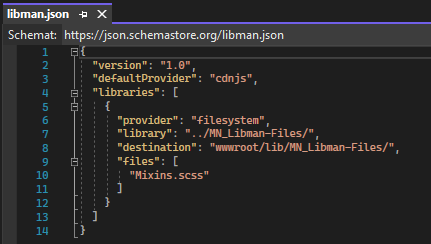 libman.json
Schemat: https://json.schemastore.org/libman.json
1 {
2 "version": "1.0",
3 "defaultProvider": "cdnjs",
4 "libraries": [
5 {
6 "provider": "filesystem",
7 "library": "../MN_Libman-Files/",
8 "destination": "wwwroot/lib/MN_Libman-Files/",
9 "files": [
10 "Mixins.scss"
11 ]
12 }
13 ]
14 }